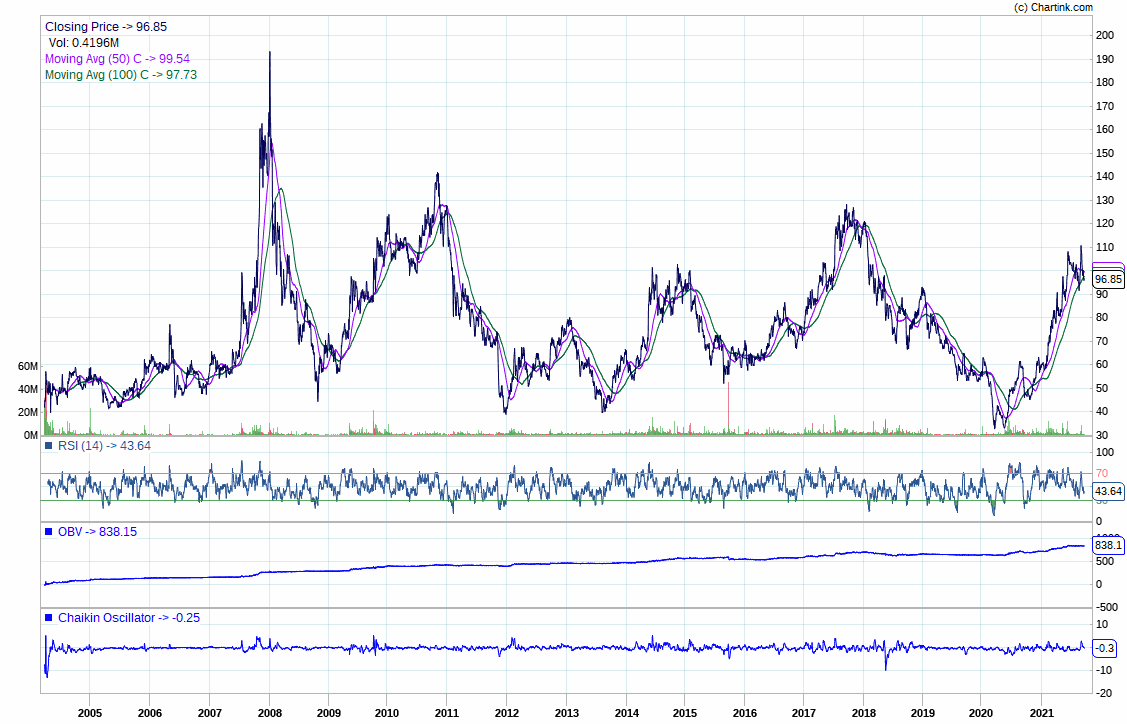 (c) Chartink.com
Closing Price -> 96.85
Vol: 0.4196M
Moving Avg (50) C -> 99.54
Moving Avg (100) C -> 97.73
200
190
180
170
160
150
140
130
120
110
96.85
90
80
70
60
50
40
30
60M
40M
20M
0M
RSI (14) -> 43.64
100
70
43.64
0
OBV -> 838.15
838.1
500
0
-500
Chaikin Oscillator -> -0.25
10
-0.3
-10
-20
2005 2006 2007 2008 2009 2010 2011 2012 2013 2014 2015 2016 2017 2018 2019 2020 2021